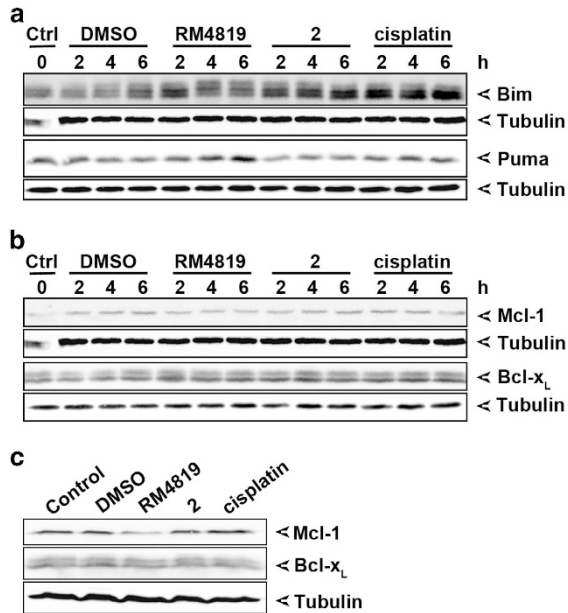 a
Ctrl DMSO RM4819 2 cisplatin
0 2 4 6 2 4 6 2 4 6 2 4 6 h
Bim
Tubulin
Puma
Tubulin
b
Ctrl DMSO RM4819 2 cisplatin
0 2 4 6 2 4 6 2 4 6 2 4 6 h
Mcl-1
Tubulin
Bcl-xL
Tubulin
c
Control DMSO RM4819 2 cisplatin
Mcl-1
Bcl-xL
Tubulin